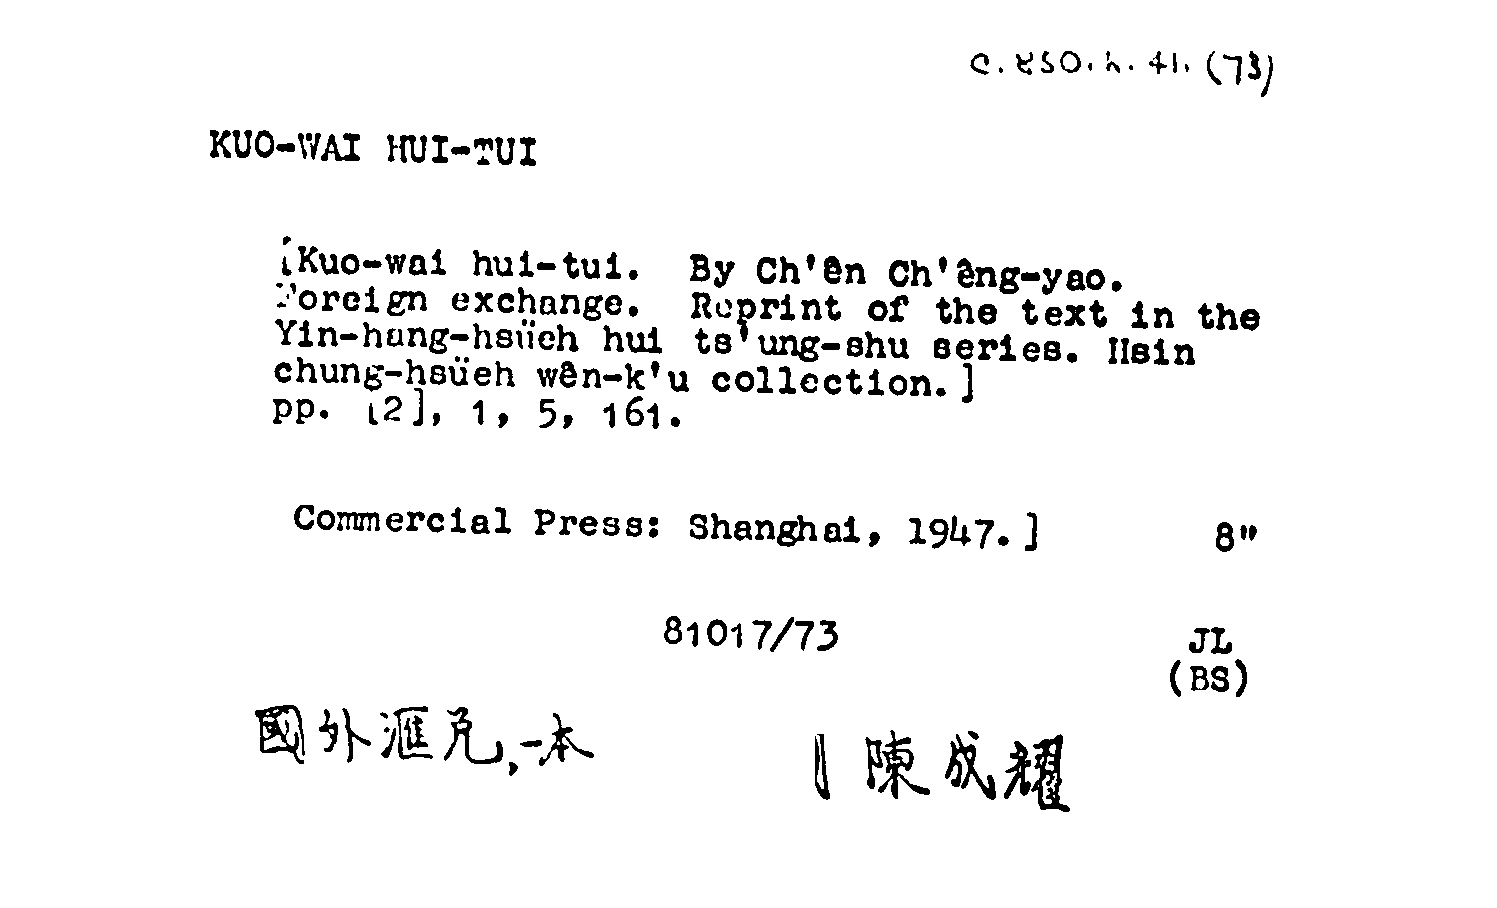 (73)
KUO-WAI HUI-TUI
[Kuo-wai hui-tui. By Ch'ên Ch'êng-yao.
Foreign exchange. Reprint of the text in the
Yin-hang-hsüeh hui ts'ung-shu series. Hsin
chung-hsüeh wên-k'u collection.]
pp. [2], 1, 5, 161.
Commercial Press: Shanghai, 1947.] 8"
81017/73 JL
(BS)
國外滙兌,一本 陳成耀